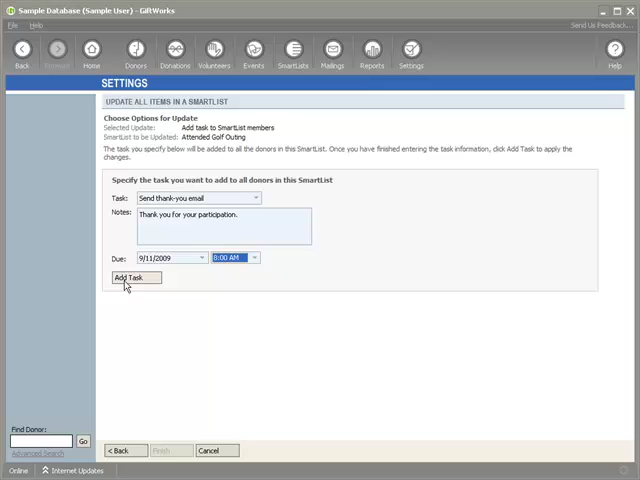 Sample Database (Sample User) - GiftWorks
File Help Send Us Feedback...
Back Forward Home Donors Donations Volunteers Events SmartLists Mailings Reports Settings Help
SETTINGS
UPDATE ALL ITEMS IN A SMARTLIST
Choose Options for Update
Selected Update: Add task to SmartList members
SmartList to be Updated: Attended Golf Outing
The task you specify below will be added to all the donors in this SmartList. Once you have finished entering the task information, click Add Task to apply the
changes.
Specify the task you want to add to all donors in this SmartList
Task: Send thank-you email
Notes: Thank you for your participation.
Due: 9/11/2009 8:00 AM
Add Task
Find Donor:
Go
Advanced Search
< Back Finish Cancel
Online Internet Updates